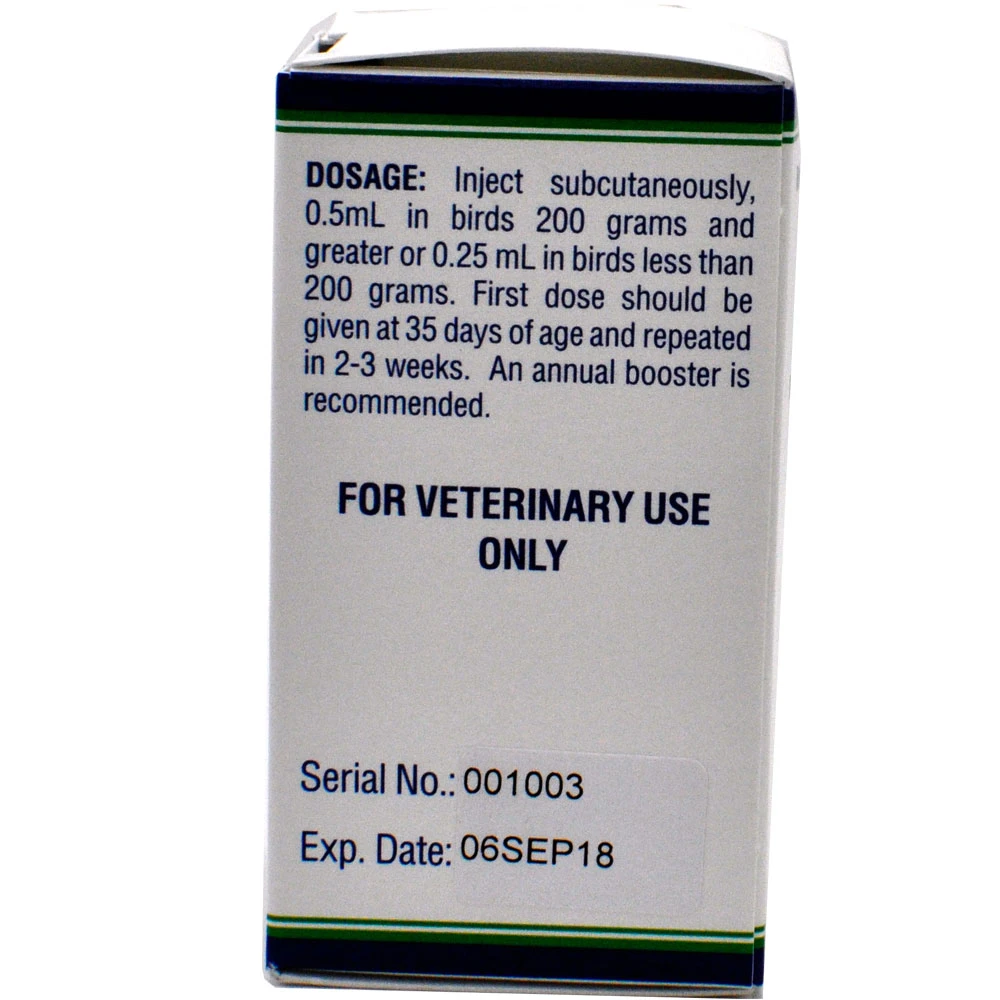 DOSAGE: Inject subcutaneously,
0.5mL in birds 200 grams and
greater or 0.25 mL in birds less than
200 grams. First dose should be
given at 35 days of age and repeated
in 2-3 weeks. An annual booster is
recommended.
FOR VETERINARY USE
ONLY
Serial No.: 001003
Exp. Date: 06SEP18